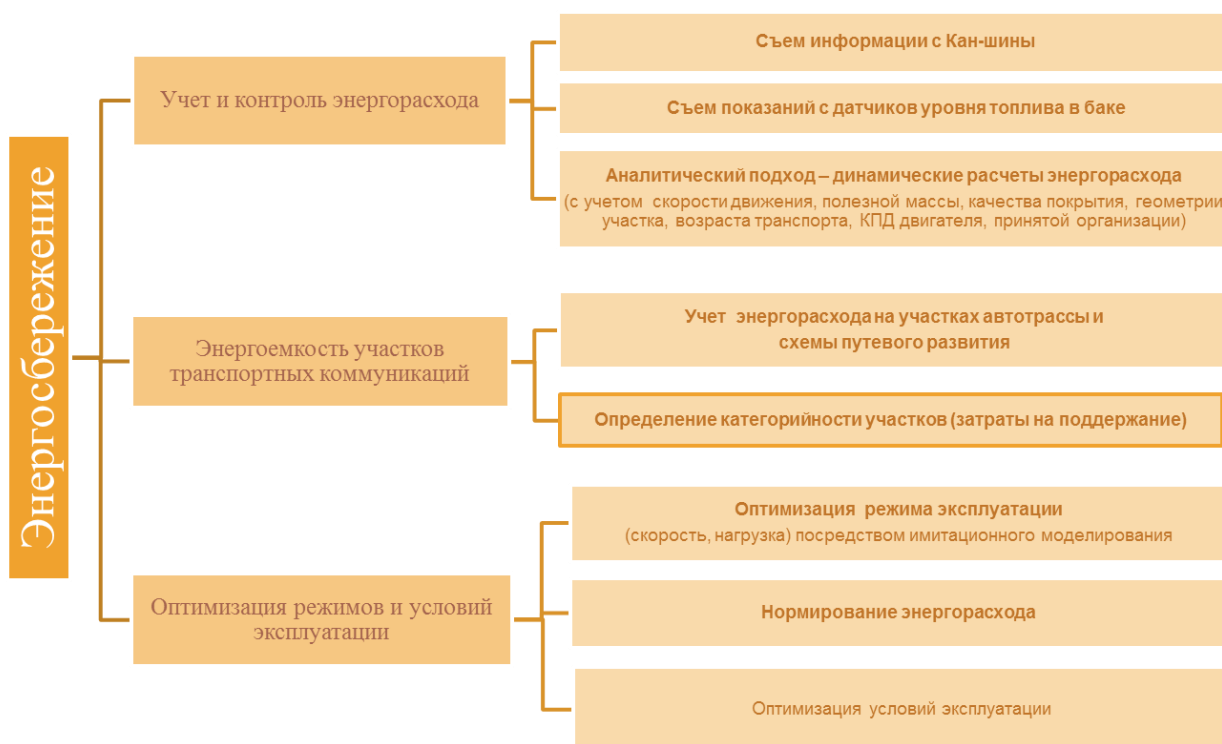 Энергосбережение
Учет и контроль энергорасхода
Съем информации с Кан-шины
Съем показаний с датчиков уровня топлива в баке
Аналитический подход – динамические расчеты энергорасхода
(с учетом скорости движения, полезной массы, качества покрытия, геометрии
участка, возраста транспорта, КПД двигателя, принятой организации)
Энергоемкость участков
транспортных коммуникаций
Учет энергорасхода на участках автотрассы и
схемы путевого развития
Определение категорийности участков (затраты на поддержание)
Оптимизация режимов и условий
эксплуатации
Оптимизация режима эксплуатации
(скорость, нагрузка) посредством имитационного моделирования
Нормирование энергорасхода
Оптимизация условий эксплуатации